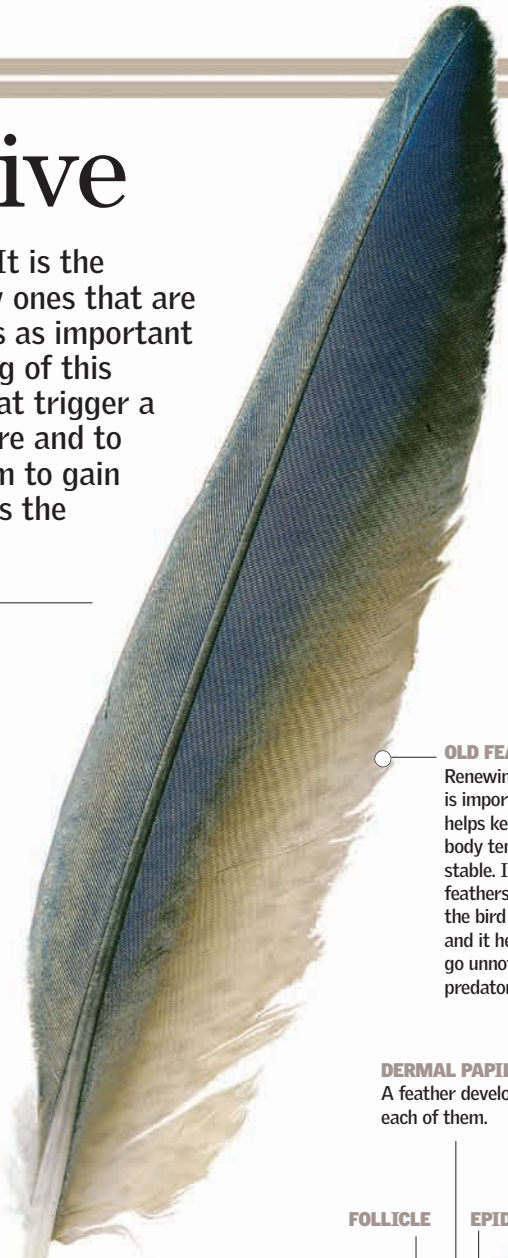 ive
It is the
ones that are
s as important
g of this
at trigger a
re and to
m to gain
s the
OLD FEA
Renewin
is impor
helps ke
body ter
stable. I
feathers
the bird
and it he
go unno
predator
DERMAL PAPIL
A feather develo
each of them.
FOLLICLE EPID